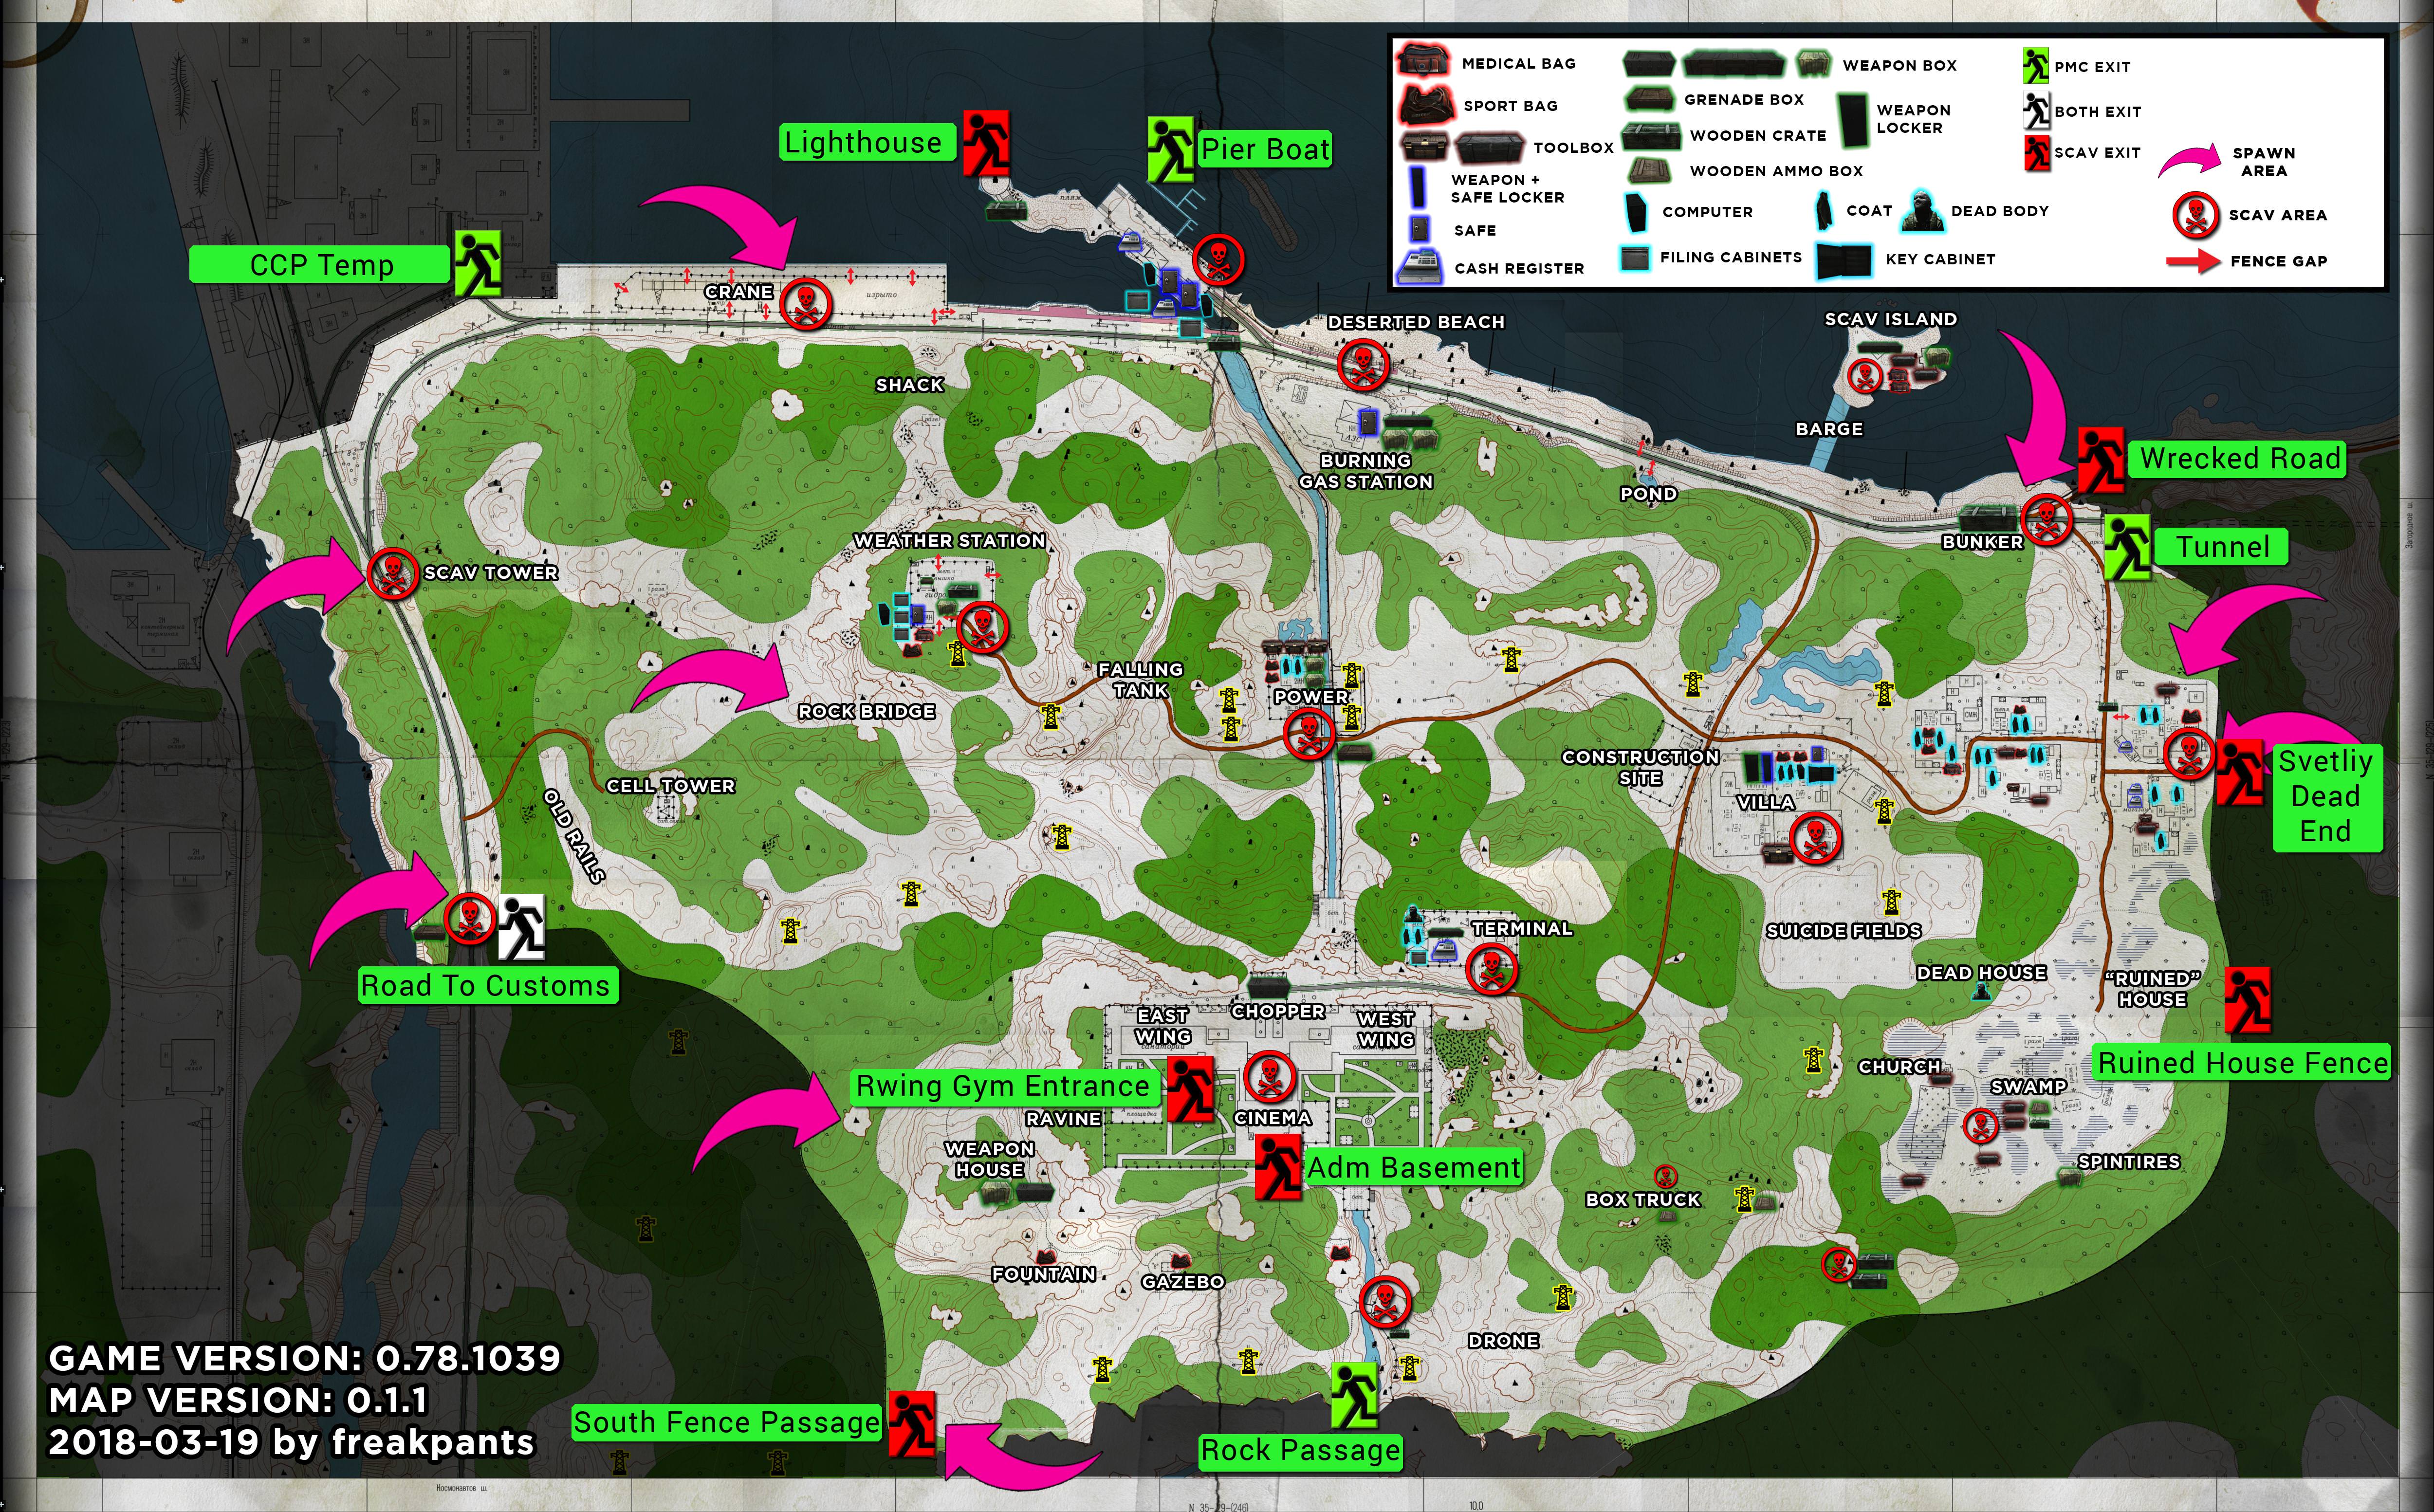 MEDICAL BAG
SPORT BAG
TOOLBOX
WEAPON +
SAFE LOCKER
SAFE
CASH REGISTER
WEAPON BOX
GRENADE BOX
WOODEN CRATE
WOODEN AMMO BOX
WEAPON
LOCKER
COMPUTER
COAT
DEAD BODY
FILING CABINETS
KEY CABINET
PMC EXIT
BOTH EXIT
SCAV EXIT
SPAWN
AREA
SCAV AREA
FENCE GAP
Lighthouse
Pier Boat
CCP Temp
CRANE
изрыто
пляж
DESERTED BEACH
SCAV ISLAND
SHACK
BARGE
BURNING
GAS STATION
POND
Wrecked Road
Tunnel
BUNKER
WEATHER STATION
SCAV TOWER
FALLING
TANK
POWER
ROCK BRIDGE
CONSTRUCTION
SITE
VILLA
Svetliy
Dead
End
CELL TOWER
OLD RAILS
TERMINAL
SUICIDE FIELDS
DEAD HOUSE
"RUINED"
HOUSE
Road To Customs
CHOPPER
EAST
WING
WEST
WING
Ruined House Fence
CHURCH
SWAMP
Rwing Gym Entrance
RAVINE
CINEMA
WEAPON
HOUSE
Adm Basement
SPINTIRES
BOX TRUCK
FOUNTAIN
GAZEBO
DRONE
GAME VERSION: 0.78.1039
MAP VERSION: 0.1.1
2018-03-19 by freakpants
South Fence Passage
Rock Passage
Космонавтов ш.
10.0